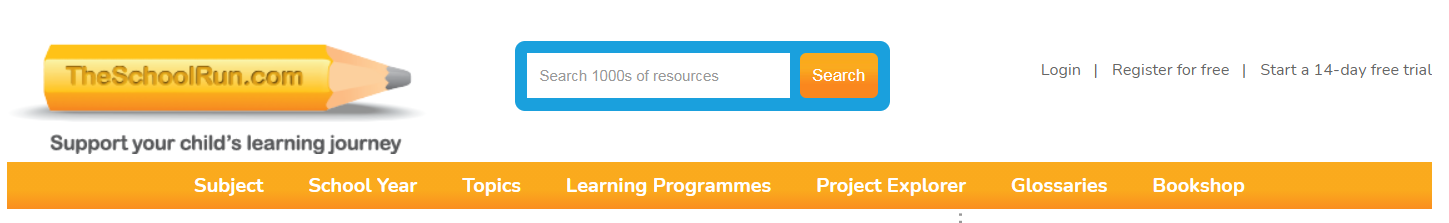 TheSchoolRun.com
Support your child's learning journey
Search 1000s of resources
Search
Login | Register for free | Start a 14-day free trial
Subject School Year Topics Learning Programmes Project Explorer Glossaries Bookshop